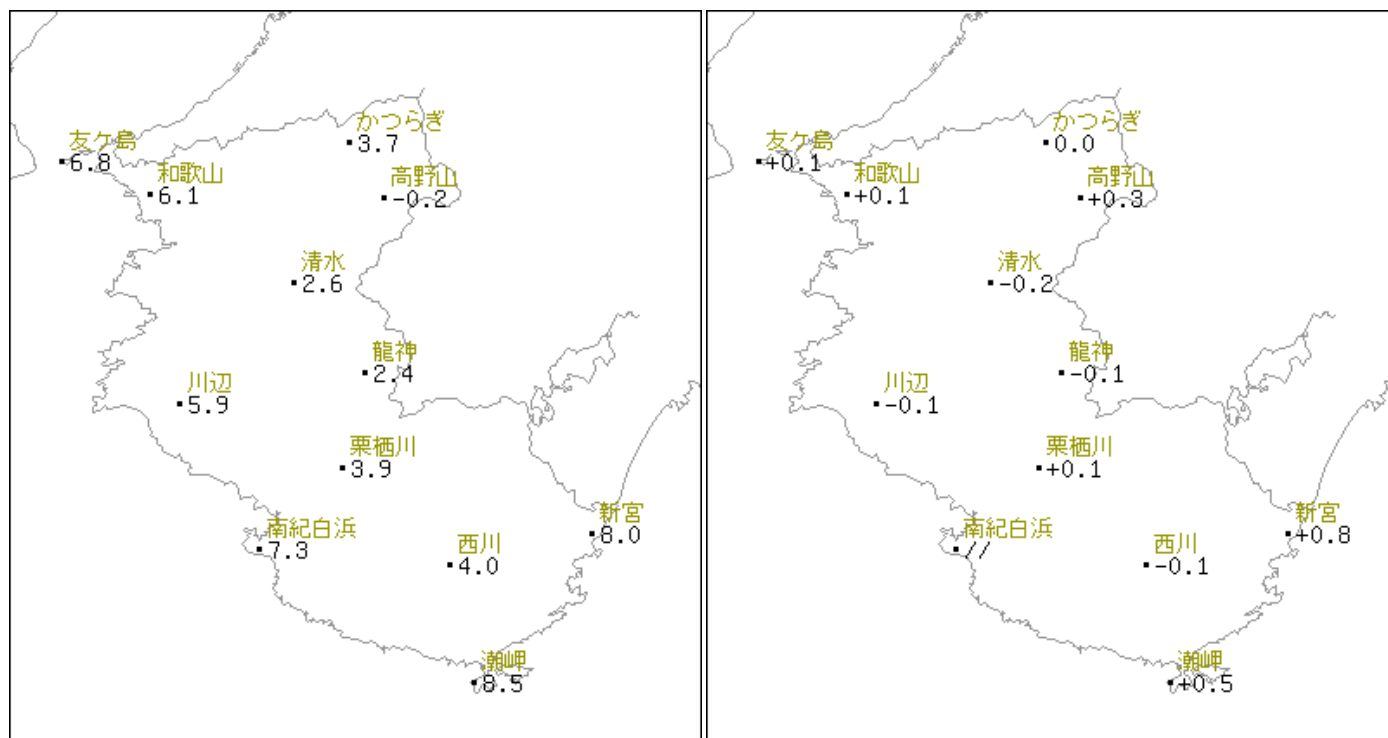 かつらぎ
3.7
友ケ島
6.8
和歌山
6.1
高野山
-0.2
清水
2.6
龍神
2.4
川辺
5.9
栗栖川
3.9
南紀白浜
7.3
西川
4.0
新宮
8.0
潮岬
8.5
かつらぎ
0.0
友ケ島
+0.1
和歌山
+0.1
高野山
+0.3
清水
-0.2
龍神
-0.1
川辺
-0.1
栗栖川
+0.1
南紀白浜
//
西川
-0.1
新宮
+0.8
潮岬
+0.5